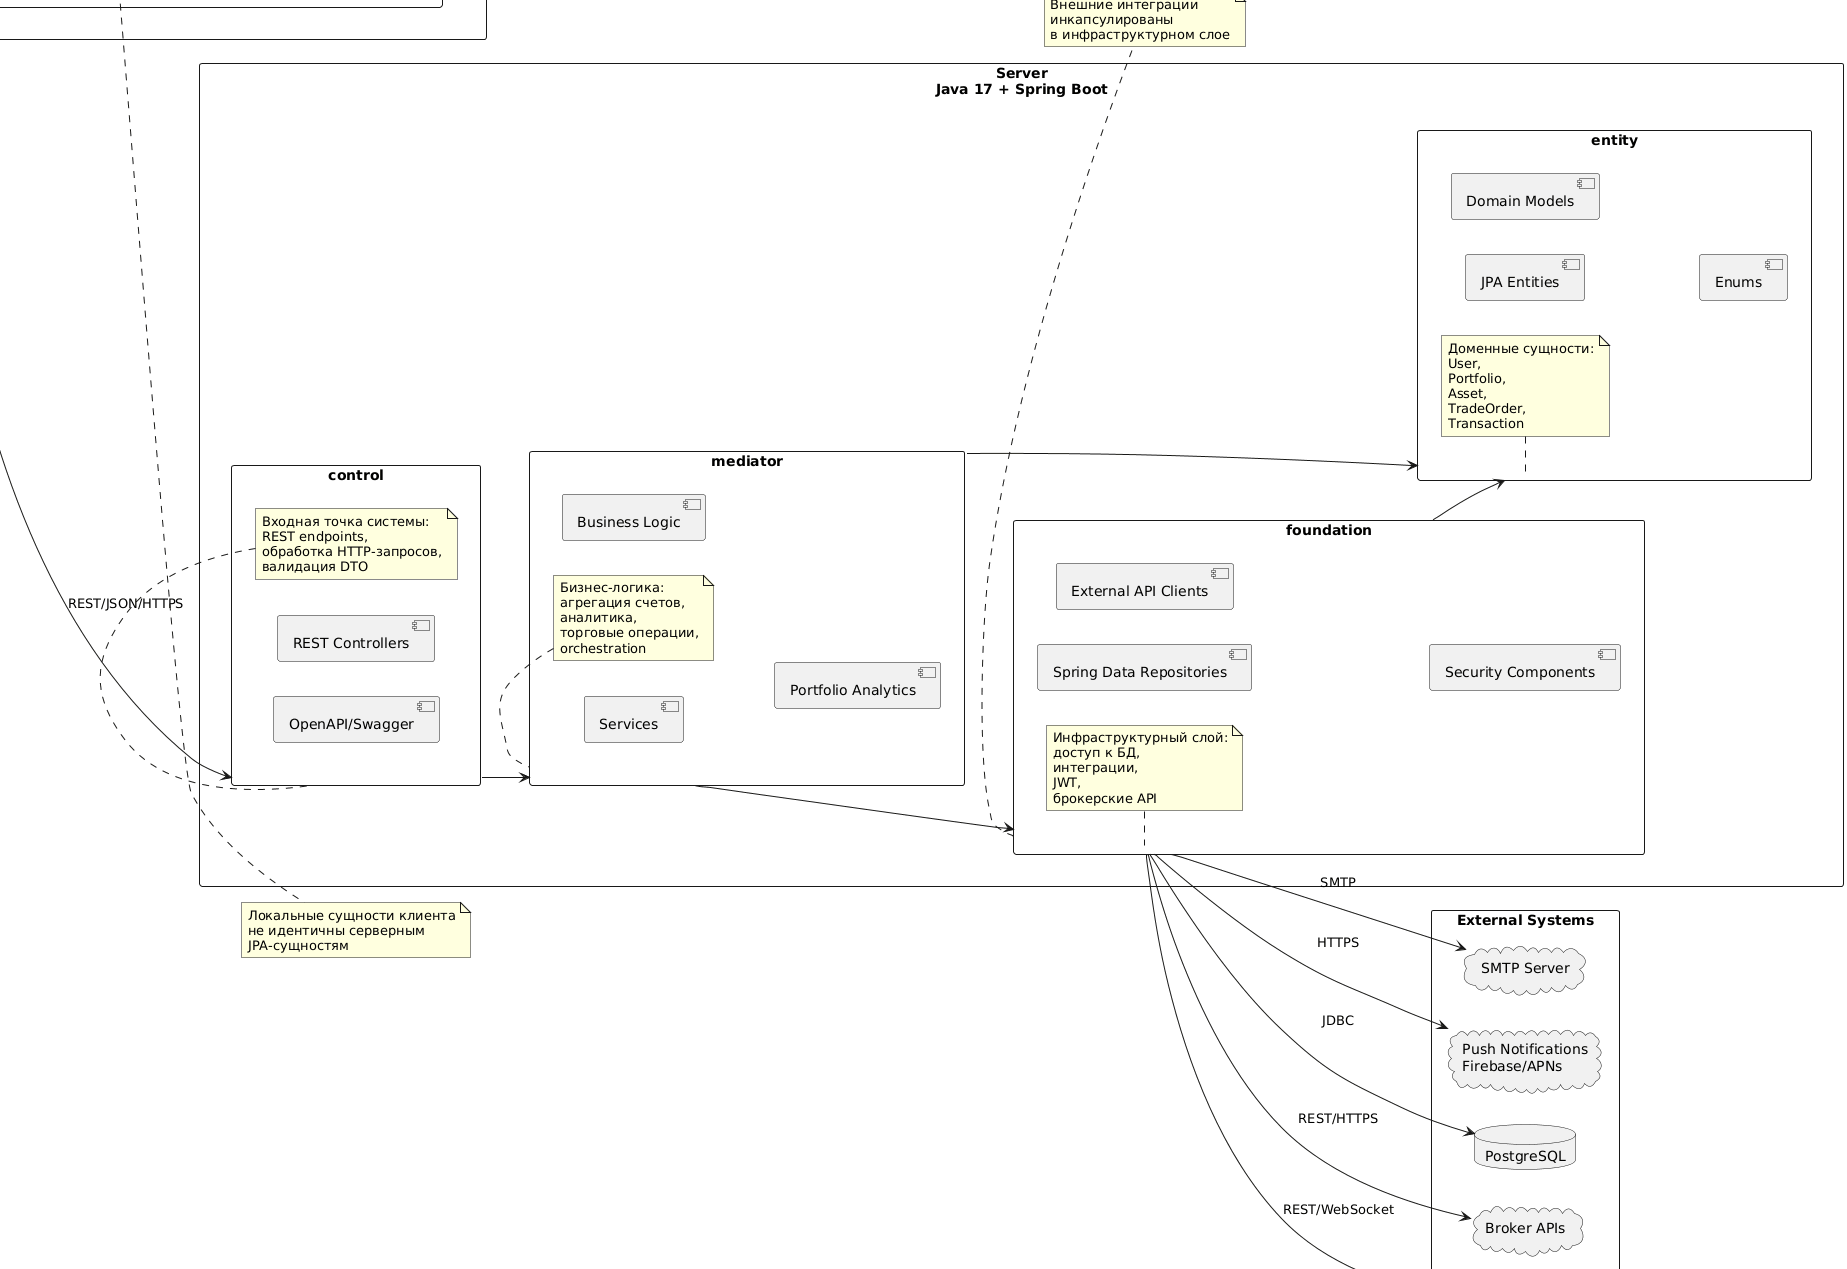 Внешние интеграции
инкапсулированы
в инфраструктурном слое
Server
Java 17 + Spring Boot
entity
Domain Models
JPA Entities
Enums
Доменные сущности:
User,
Portfolio,
Asset,
TradeOrder,
Transaction
control
Входная точка системы:
REST endpoints,
обработка HTTP-запросов,
валидация DTO
REST/JSON/HTTPS
REST Controllers
OpenAPI/Swagger
mediator
Business Logic
Бизнес-логика:
агрегация счетов,
аналитика,
торговые операции,
orchestration
Portfolio Analytics
Services
foundation
External API Clients
Spring Data Repositories
Security Components
Инфраструктурный слой:
доступ к БД,
интеграции,
JWT,
брокерские API
Локальные сущности клиента
не идентичны серверным
JPA-сущностям
SMTP
HTTPS
JDBC
REST/HTTPS
REST/WebSocket
External Systems
SMTP Server
Push Notifications
Firebase/APNs
PostgreSQL
Broker APIs